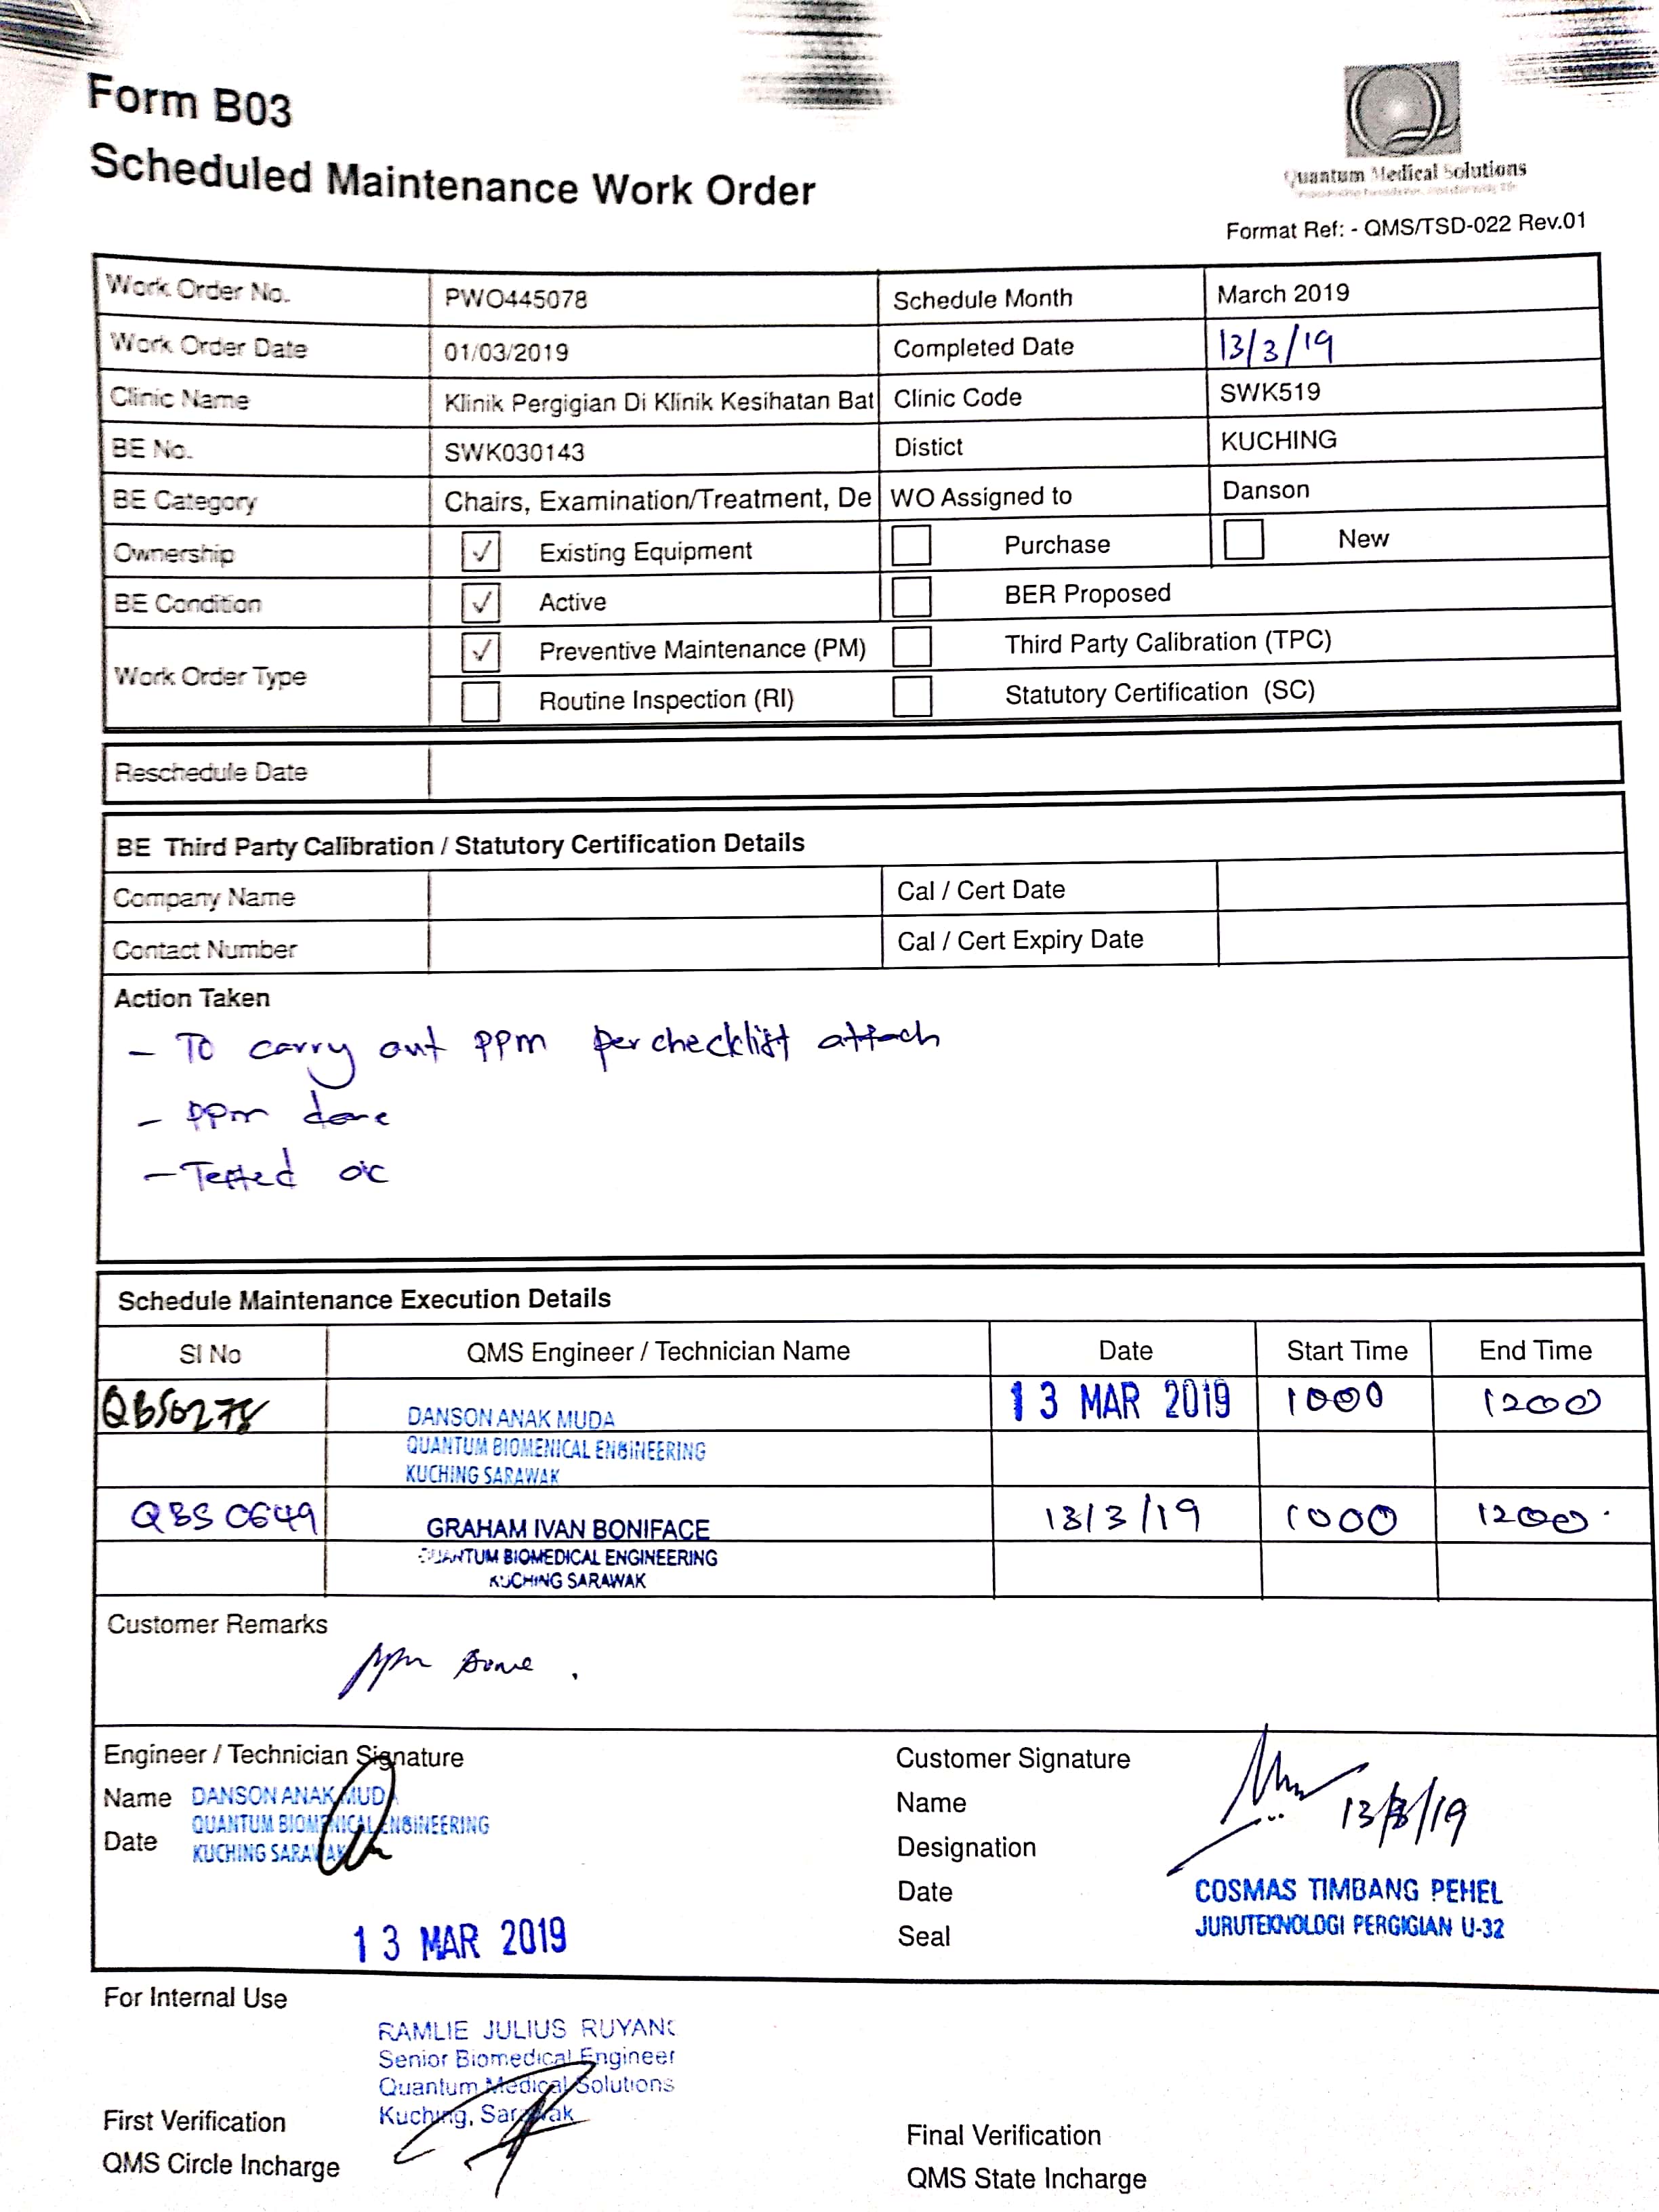 Form B03
Scheduled Maintenance Work Order
Quantum Medical Solutions
Format Ref: - QMS/TSD-022 Rev.01
Work Order No. PWO445078 Schedule Month March 2019
Work Order Date 01/03/2019 Completed Date 13/3/19
Clinic Name Klinik Pergigian Di Klinik Kesihatan Bat Clinic Code SWK519
BE No. SWK030143 Distict KUCHING
BE Category Chairs, Examination/Treatment, De WO Assigned to Danson
Ownership ✓ Existing Equipment Purchase New
BE Condition ✓ Active BER Proposed
Work Order Type ✓ Preventive Maintenance (PM) Third Party Calibration (TPC)
Routine Inspection (RI) Statutory Certification (SC)
Reschedule Date
BE Third Party Calibration / Statutory Certification Details
Company Name Cal / Cert Date
Contact Number Cal / Cert Expiry Date
Action Taken
- To carry out ppm per checklist attach
- ppm done
- Tested ok
Schedule Maintenance Execution Details
Sl No QMS Engineer / Technician Name Date Start Time End Time
QBS0278 DANSON ANAK MUDA 13 MAR 2019 1000 1200
QUANTUM BIOMENICAL ENGINEERING
KUCHING SARAWAK
QBS 0649 GRAHAM IVAN BONIFACE 13/3/19 1000 1200
QUANTUM BIOMEDICAL ENGINEERING
KUCHING SARAWAK
Customer Remarks
ppm done.
Engineer / Technician Signature Customer Signature
Name DANSON ANAK MUDA Name
QUANTUM BIOMENICAL ENGINEERING 13/3/19
Date KUCHING SARAWAK Designation
Date COSMAS TIMBANG PEHEL
13 MAR 2019 Seal JURUTEKNOLOGI PERGIGIAN U-32
For Internal Use
RAMLIE JULIUS RUYANG
Senior Biomedical Engineer
Quantum Medical Solutions
Kuching, Sarawak
First Verification Final Verification
QMS Circle Incharge QMS State Incharge